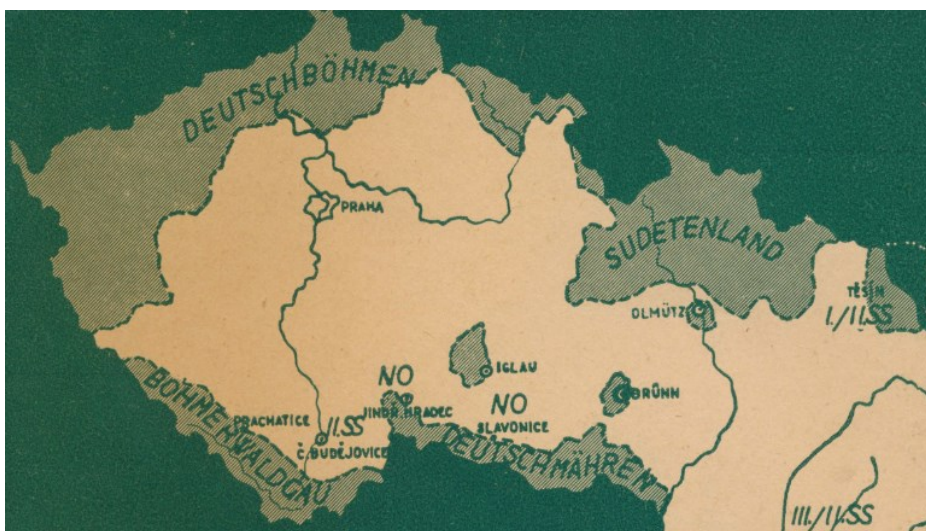 DEUTSCHBÖHMEN
PRAHA
SUDETENLAND
TĚŠÍN
I./II.SS
OLMÜTZ
IGLAU
NO
BRÜNN
BÖHMERWALDGAU
JINDŘ. HRADEC
NO
PRACHATICE
II.SS
SLAVONICE
Č. BUDĚJOVICE
DEUTSCHMÄHREN
III./II.SS